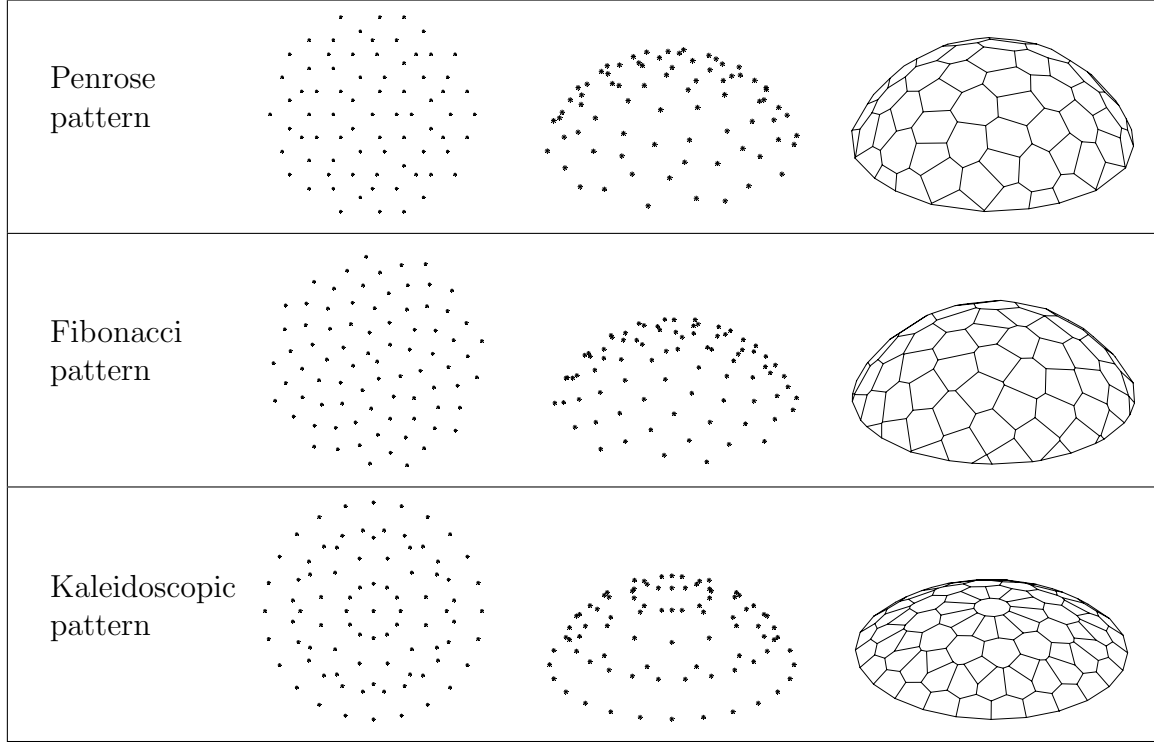 Penrose
pattern
Fibonacci
pattern
Kaleidoscopic
pattern